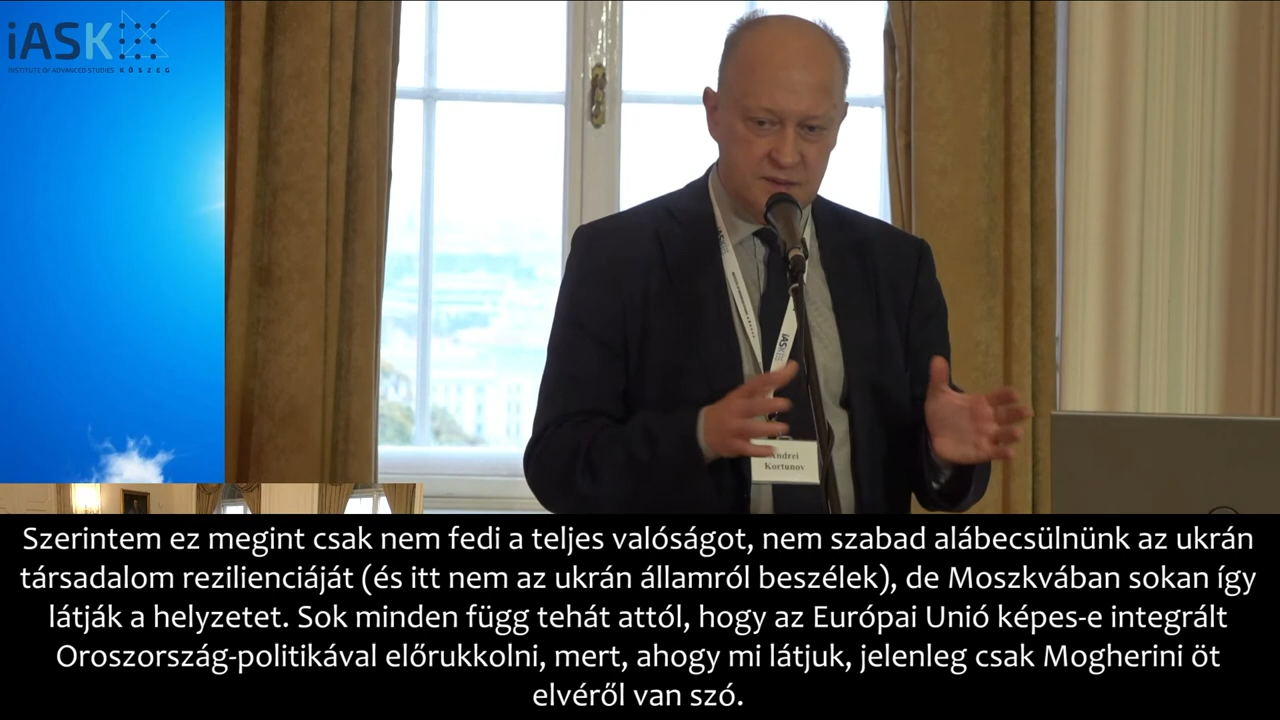 iASK
INSTITUTE OF ADVANCED STUDIES KŐSZEG
iASK
Andrei
Kortunov
Szerintem ez megint csak nem fedi a teljes valóságot, nem szabad alábecsülnünk az ukrán
társadalom rezilienciáját (és itt nem az ukrán államról beszélek), de Moszkvában sokan így
látják a helyzetet. Sok minden függ tehát attól, hogy az Európai Unió képes-e integrált
Oroszország-politikával előrukkolni, mert, ahogy mi látjuk, jelenleg csak Mogherini öt
elvéről van szó.